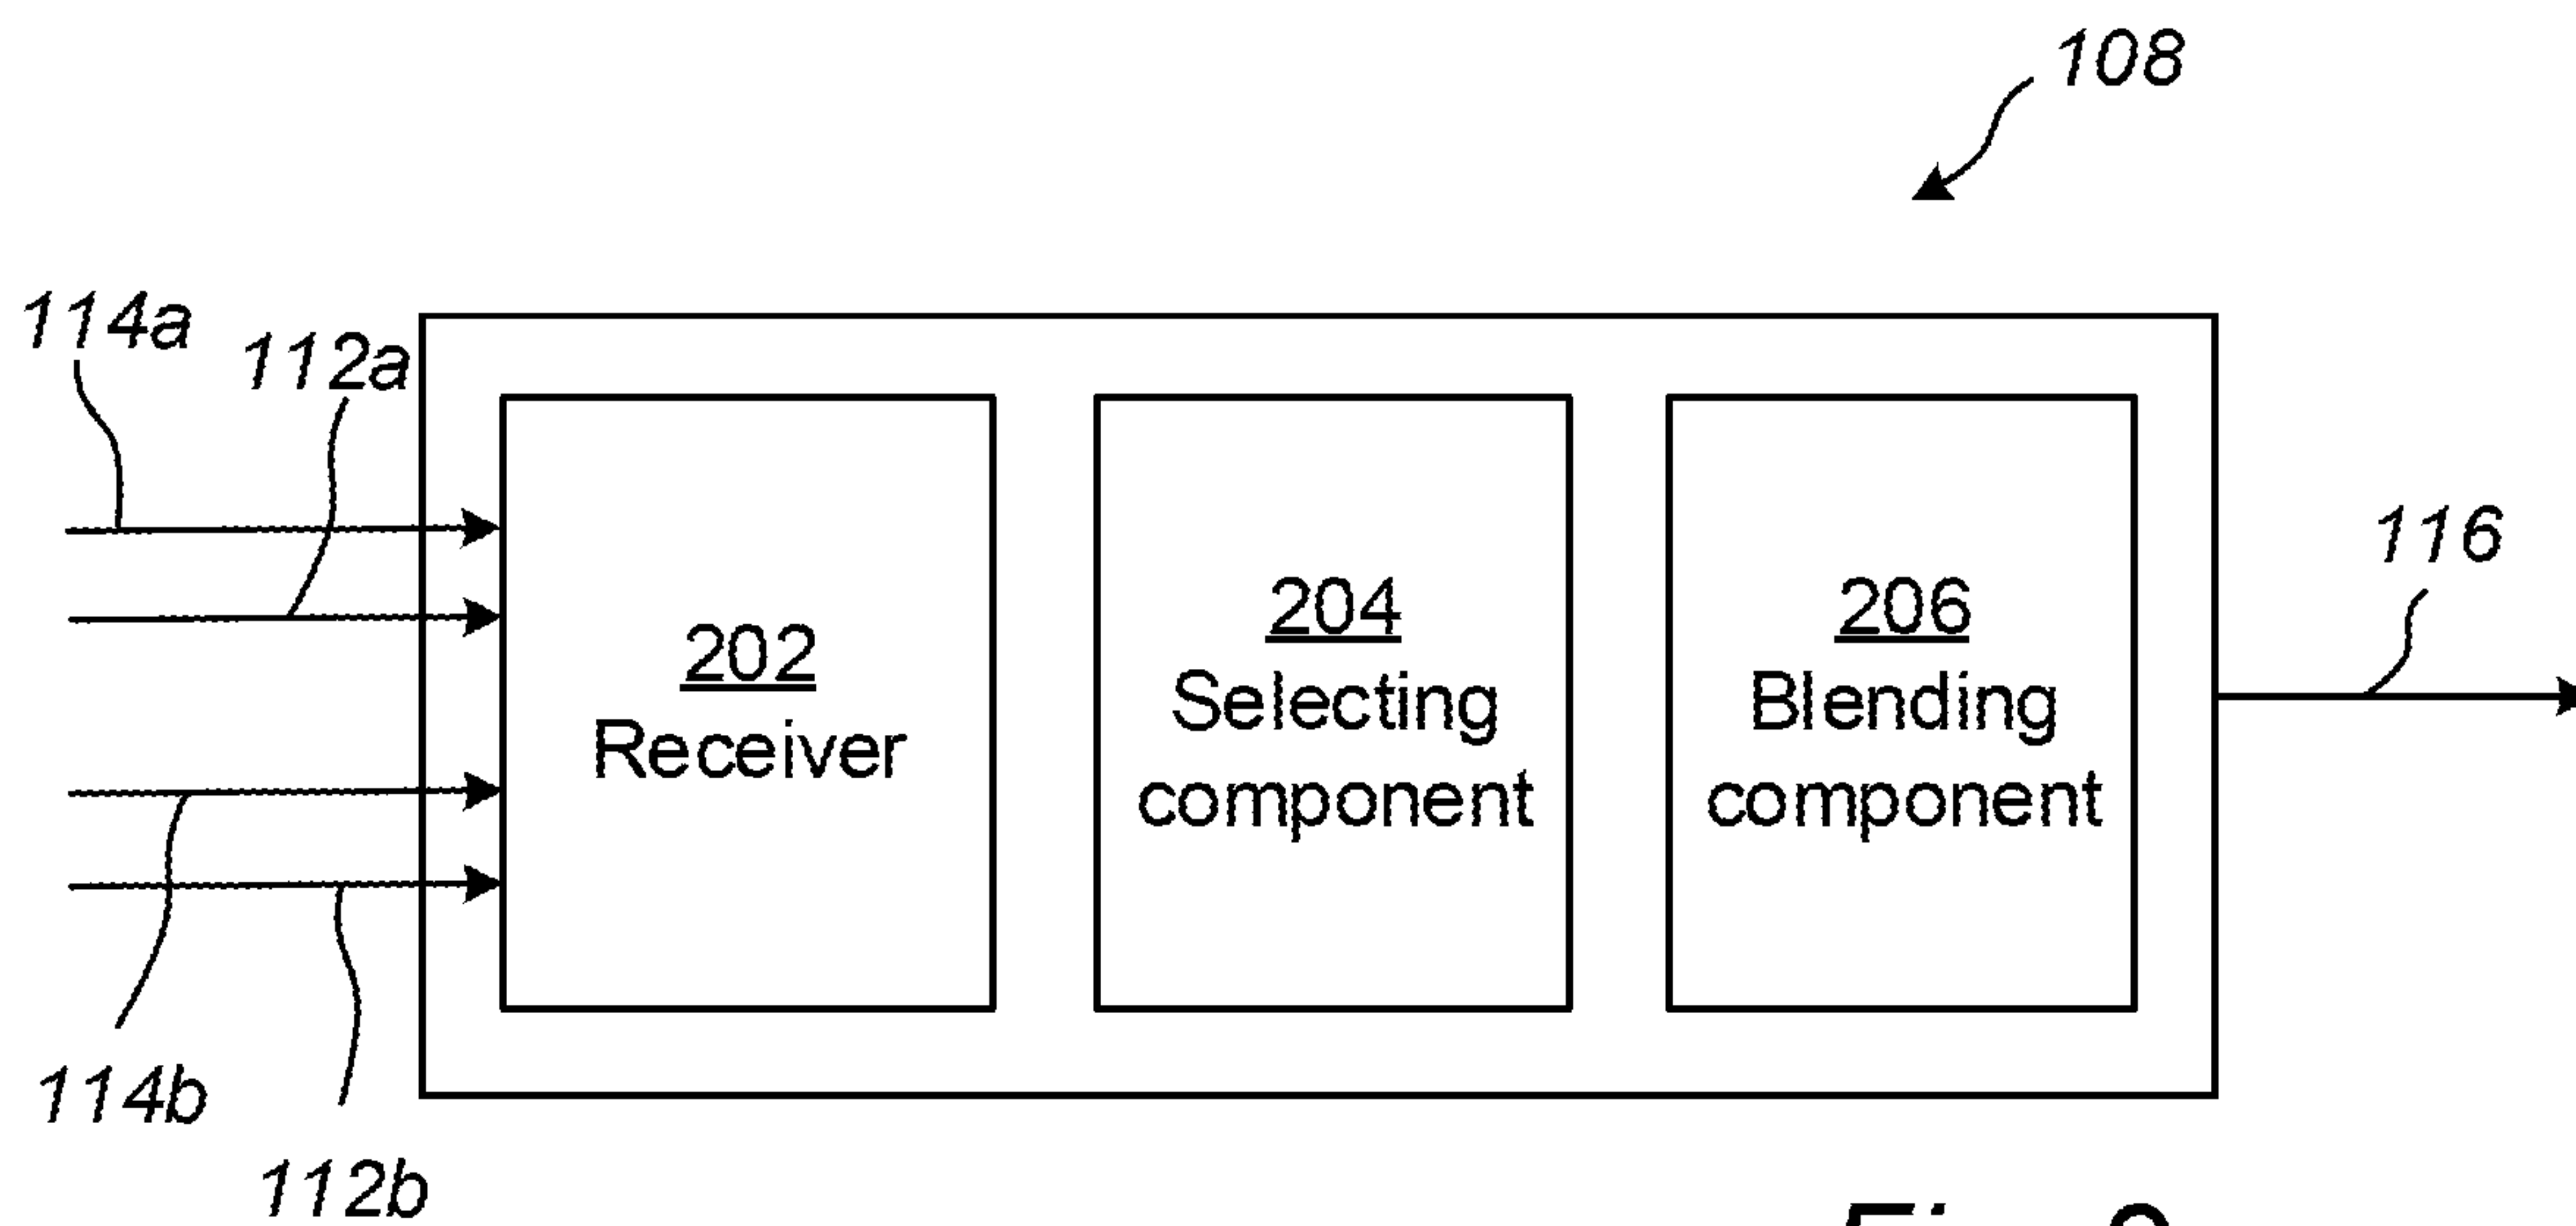 108
114a
112a
116
202
Receiver
204
Selecting
component
206
Blending
component
114b
112b